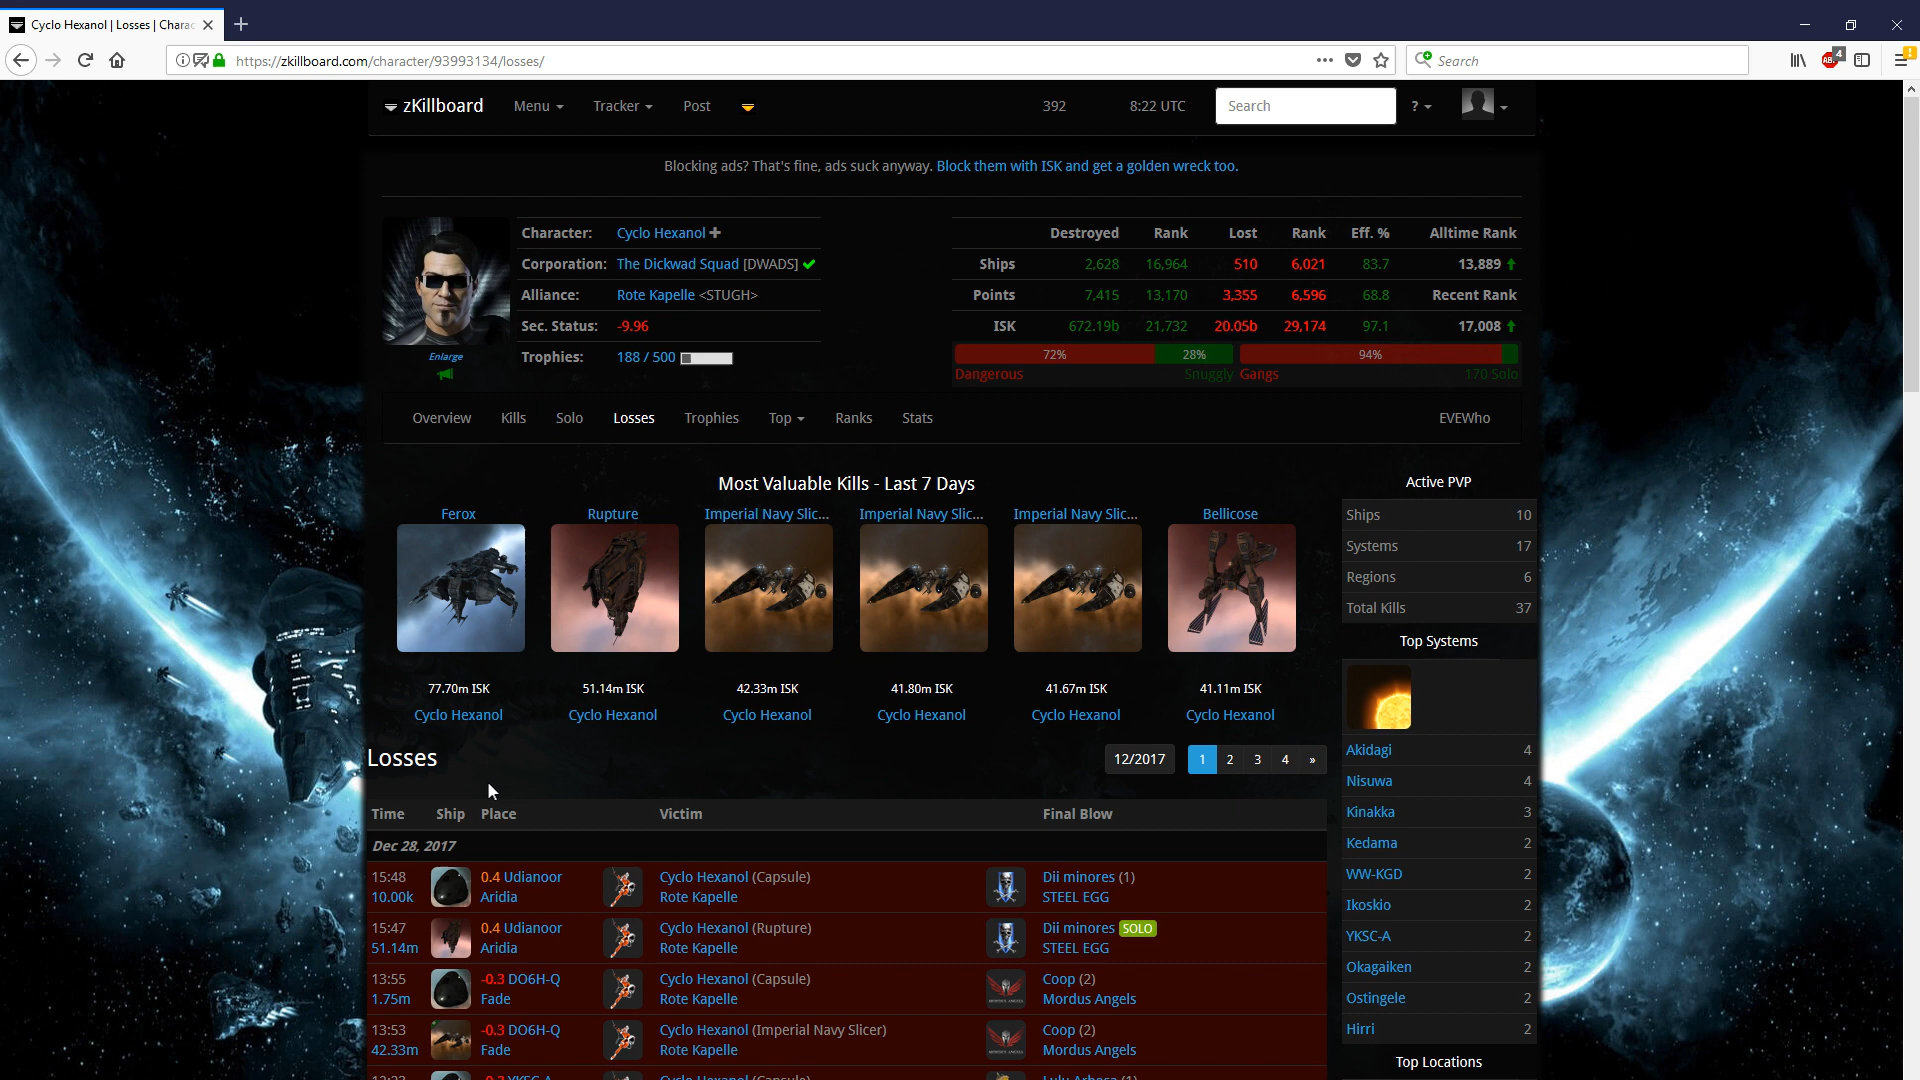 Cyclo Hexanol | Losses | Charac
https://zkillboard.com/character/93993134/losses/
Search
4
zKillboard
Menu
Tracker
Post
392
8:22 UTC
Search
?
Blocking ads? That's fine, ads suck anyway. Block them with ISK and get a golden wreck too.
Enlarge
Character: Cyclo Hexanol
Corporation: The Dickwad Squad [DWADS]
Alliance: Rote Kapelle <STUGH>
Sec. Status: -9.96
Trophies: 188 / 500
Destroyed Rank Lost Rank Eff. % Alltime Rank
Ships 2,628 16,964 510 6,021 83.7 13,889
Points 7,415 13,170 3,355 6,596 68.8 Recent Rank
ISK 672.19b 21,732 20.05b 29,174 97.1 17,008
72% 28% 94%
Dangerous Snuggly Gangs 170 Solo
Overview Kills Solo Losses Trophies Top Ranks Stats EVEWho
Most Valuable Kills - Last 7 Days
Ferox Rupture Imperial Navy Slic... Imperial Navy Slic... Imperial Navy Slic... Bellicose
77.70m ISK 51.14m ISK 42.33m ISK 41.80m ISK 41.67m ISK 41.11m ISK
Cyclo Hexanol Cyclo Hexanol Cyclo Hexanol Cyclo Hexanol Cyclo Hexanol Cyclo Hexanol
Losses
12/2017 1 2 3 4 »
Time Ship Place Victim Final Blow
Dec 28, 2017
15:48 0.4 Udianoor Cyclo Hexanol (Capsule) Dii minores (1)
10.00k Aridia Rote Kapelle STEEL EGG
15:47 0.4 Udianoor Cyclo Hexanol (Rupture) Dii minores SOLO
51.14m Aridia Rote Kapelle STEEL EGG
13:55 -0.3 DO6H-Q Cyclo Hexanol (Capsule) Coop (2)
1.75m Fade Rote Kapelle Mordus Angels
13:53 -0.3 DO6H-Q Cyclo Hexanol (Imperial Navy Slicer) Coop (2)
42.33m Fade Rote Kapelle Mordus Angels
Active PVP
Ships 10
Systems 17
Regions 6
Total Kills 37
Top Systems
Akidagi 4
Nisuwa 4
Kinakka 3
Kedama 2
WW-KGD 2
Ikoskio 2
YKSC-A 2
Okagaiken 2
Ostingele 2
Hirri 2
Top Locations